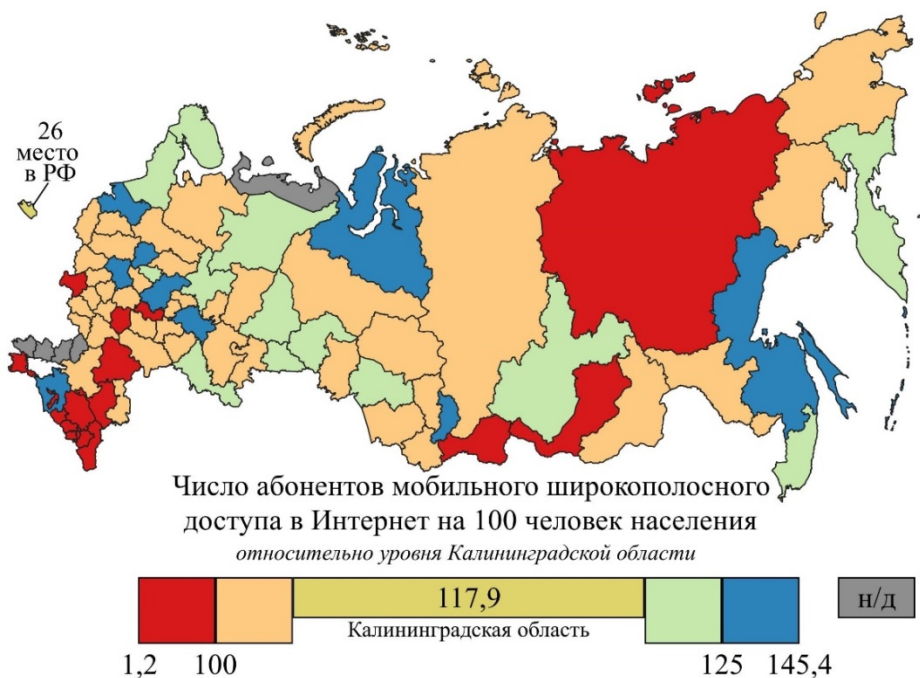 26
место
в РФ
Число абонентов мобильного широкополосного
доступа в Интернет на 100 человек населения
относительно уровня Калининградской области
117,9
н/д
Калининградская область
1,2 100 125 145,4